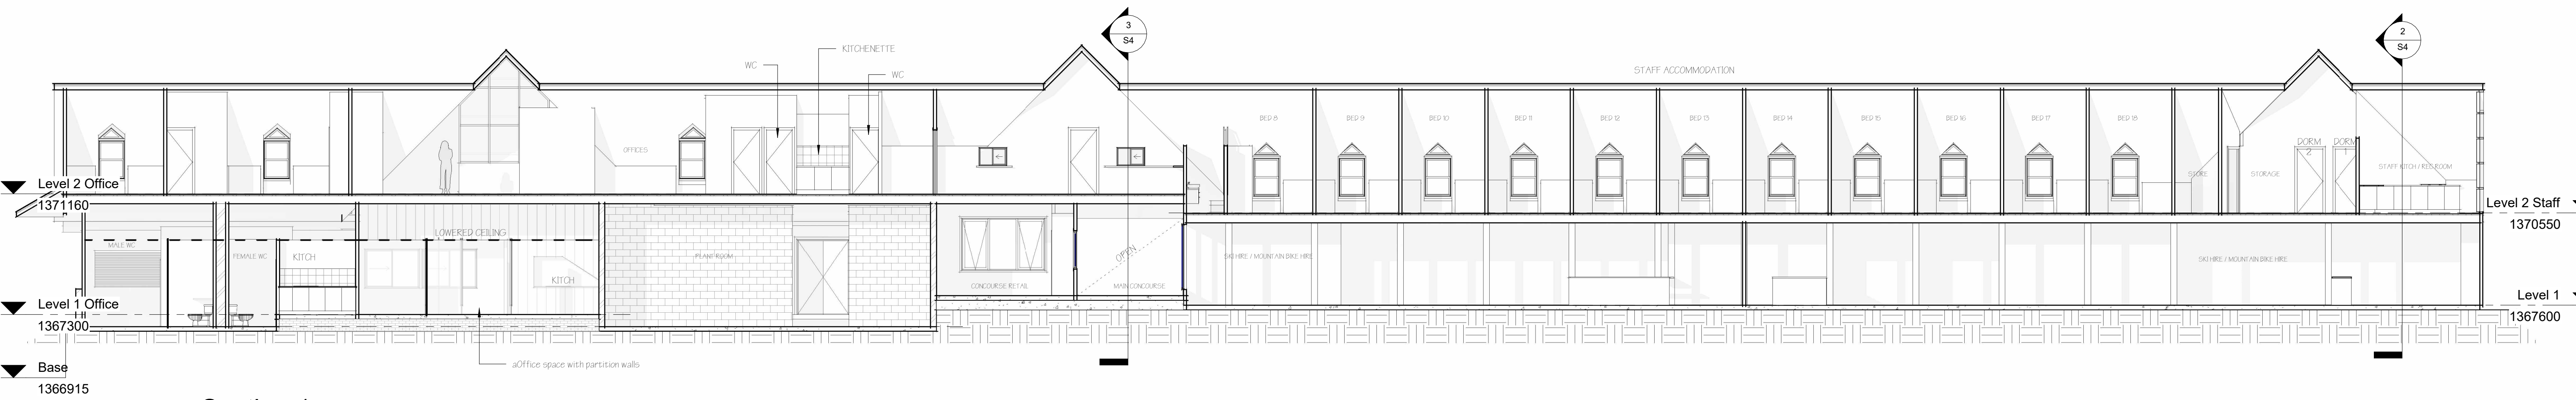 3
S4
2
S4
KITCHENETTE
WC
WC
STAFF ACCOMMODATION
BED 8
BED 9
BED 10
BED 11
BED 12
BED 13
BED 14
BED 15
BED 16
BED 17
BED 18
OFFICES
DORM
2
DORM
1
STORE
STORAGE
STAFF KITCH / REC ROOM
Level 2 Office
1371160
Level 2 Staff
1370550
LOWERED CEILING
MALE WC
FEMALE WC
KITCH
KITCH
PLANT ROOM
OPEN
SKI HIRE / MOUNTAIN BIKE HIRE
SKI HIRE / MOUNTAIN BIKE HIRE
CONCOURSE RETAIL
MAIN CONCOURSE
Level 1 Office
1367300
Level 1
1367600
aOffice space with partition walls
Base
1366915